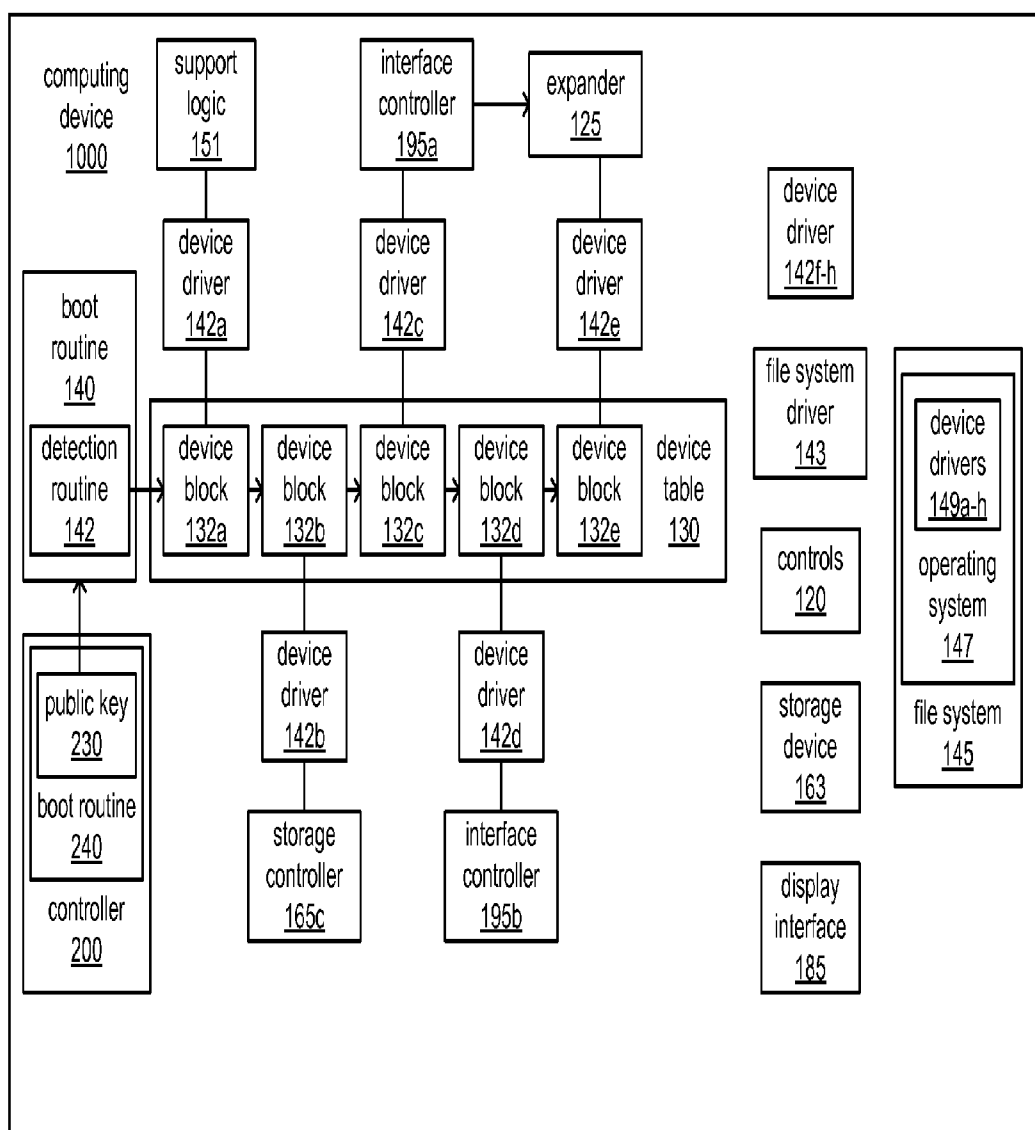 computing
device
1000
support
logic
151
interface
controller
195a
expander
125
device
driver
142f-h
device
driver
142a
device
driver
142c
device
driver
142e
boot
routine
140
detection
routine
142
device
block
132a
device
block
132b
device
block
132c
device
block
132d
device
block
132e
device
table
130
file system
driver
143
device
drivers
149a-h
operating
system
147
file system
145
controls
120
public key
230
boot routine
240
controller
200
device
driver
142b
device
driver
142d
storage
device
163
storage
controller
165c
interface
controller
195b
display
interface
185